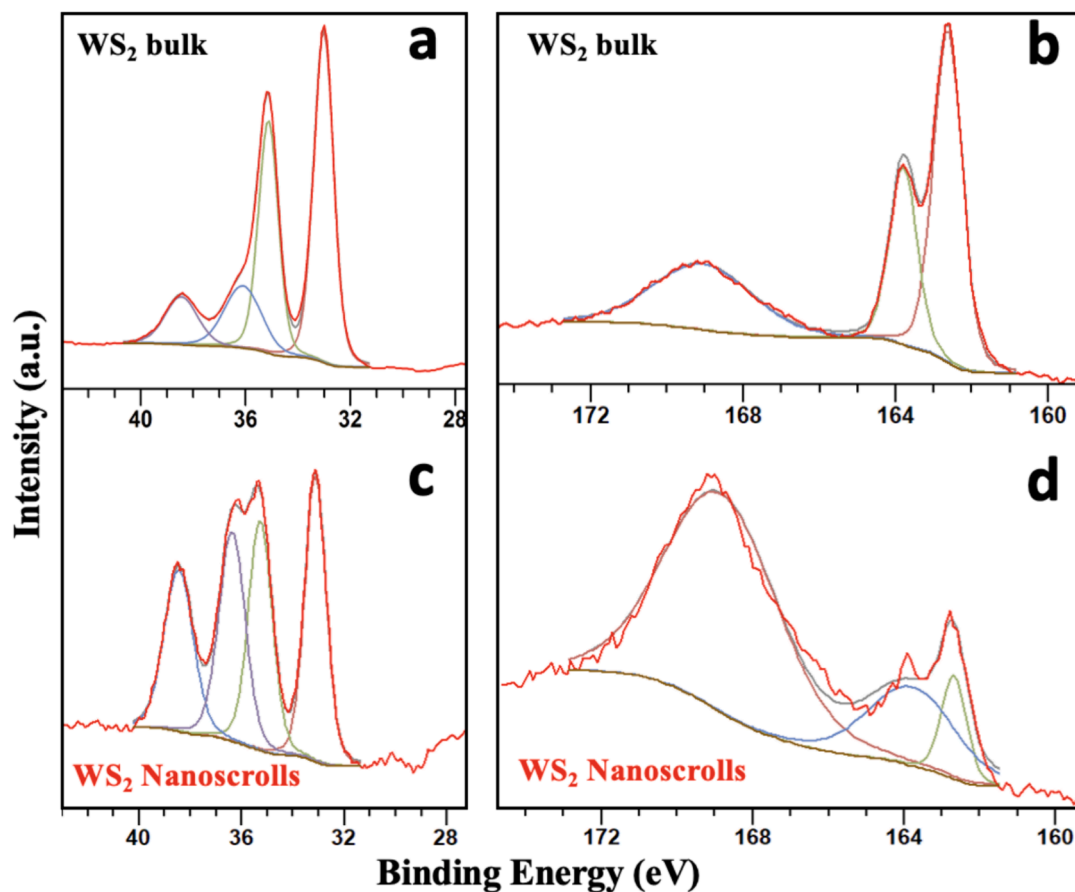 WS₂ bulk
a
40 36 32 28
WS₂ bulk
b
172 168 164 160
c
WS₂ Nanoscrolls
40 36 32 28
d
WS₂ Nanoscrolls
172 168 164 160
Intensity (a.u.)
Binding Energy (eV)